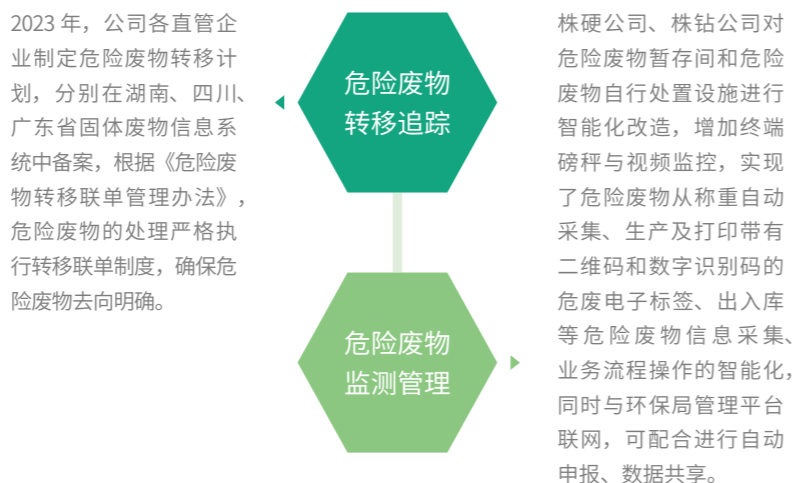 2023 年，公司各直管企
业制定危险废物转移计
划，分别在湖南、四川、
广东省固体废物信息系
统中备案，根据《危险废
物转移联单管理办法》，
危险废物的处理严格执
行转移联单制度，确保危
险废物去向明确。
危险废物
转移追踪
危险废物
监测管理
株硬公司、株钻公司对
危险废物暂存间和危险
废物自行处置设施进行
智能化改造，增加终端
磅秤与视频监控，实现
了危险废物从称重自动
采集、生产及打印带有
二维码和数字识别码的
危废电子标签、出入库
等危险废物信息采集、
业务流程操作的智能化，
同时与环保局管理平台
联网，可配合进行自动
申报、数据共享。